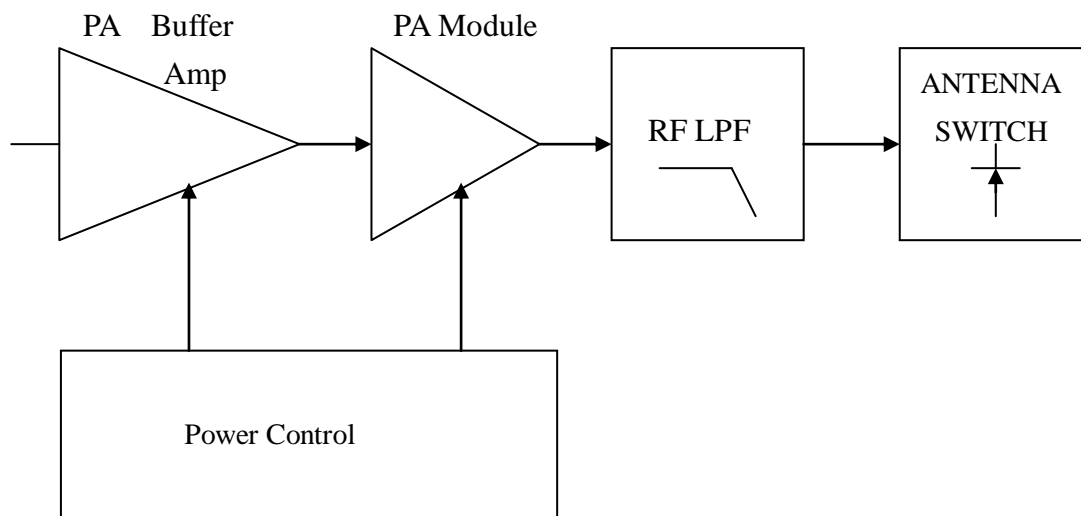 PA Buffer
Amp
PA Module
RF LPF
ANTENNA
SWITCH
Power Control